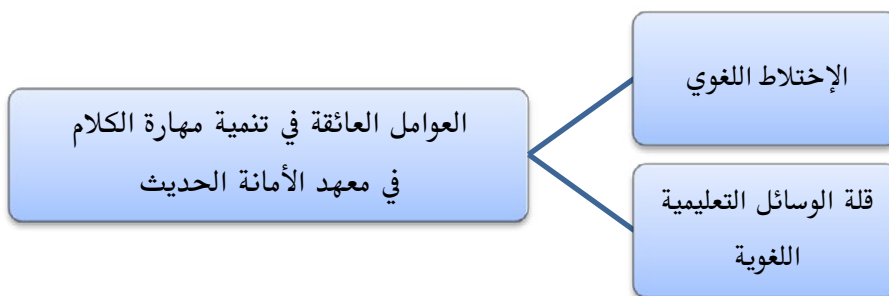 العوامل العائقة في تنمية مهارة الكلام
في معهد الأمانة الحديث
الإختلاط اللغوي
قلة الوسائل التعليمية
اللغوية